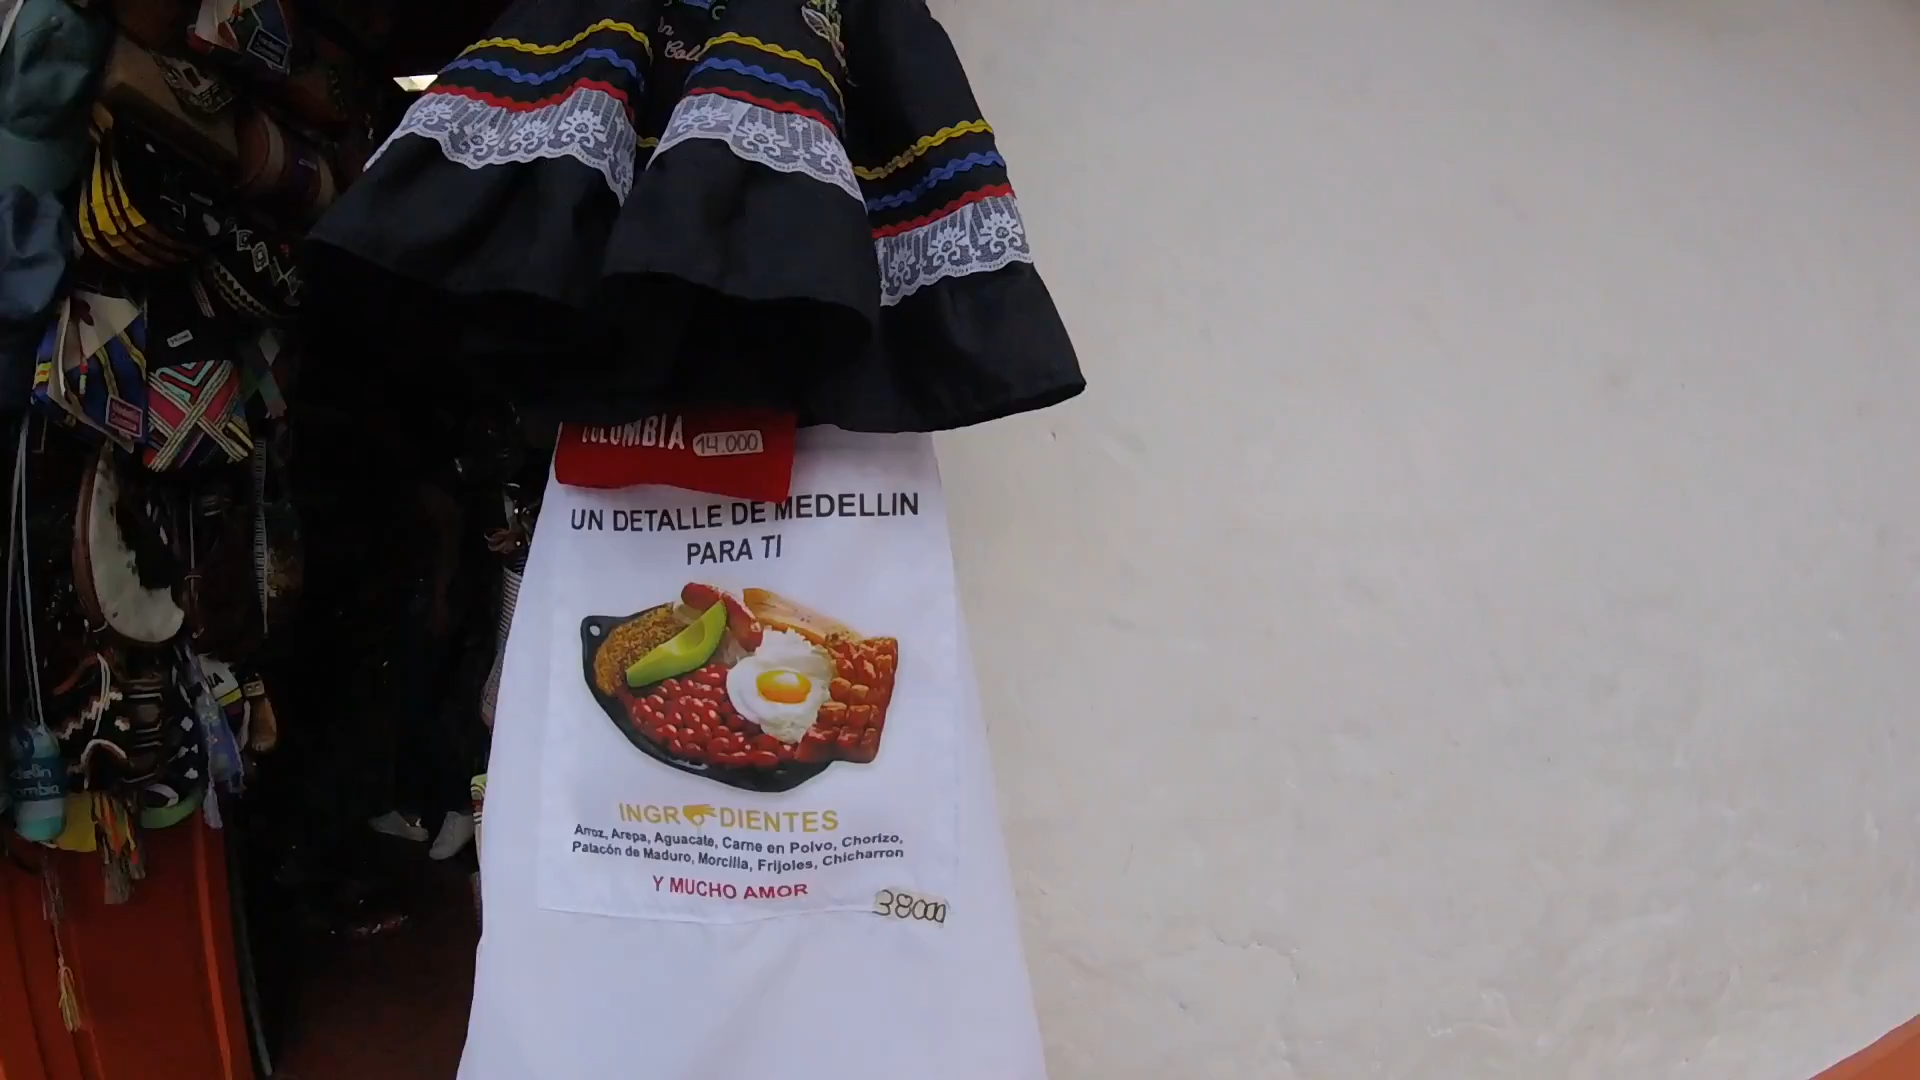 COLOMBIA
14.000
UN DETALLE DE MEDELLIN
PARA TI
INGREDIENTES
Arroz, Arepa, Aguacate, Carne en Polvo, Chorizo,
Patacón de Maduro, Morcilla, Frijoles, Chicharron
Y MUCHO AMOR
38000